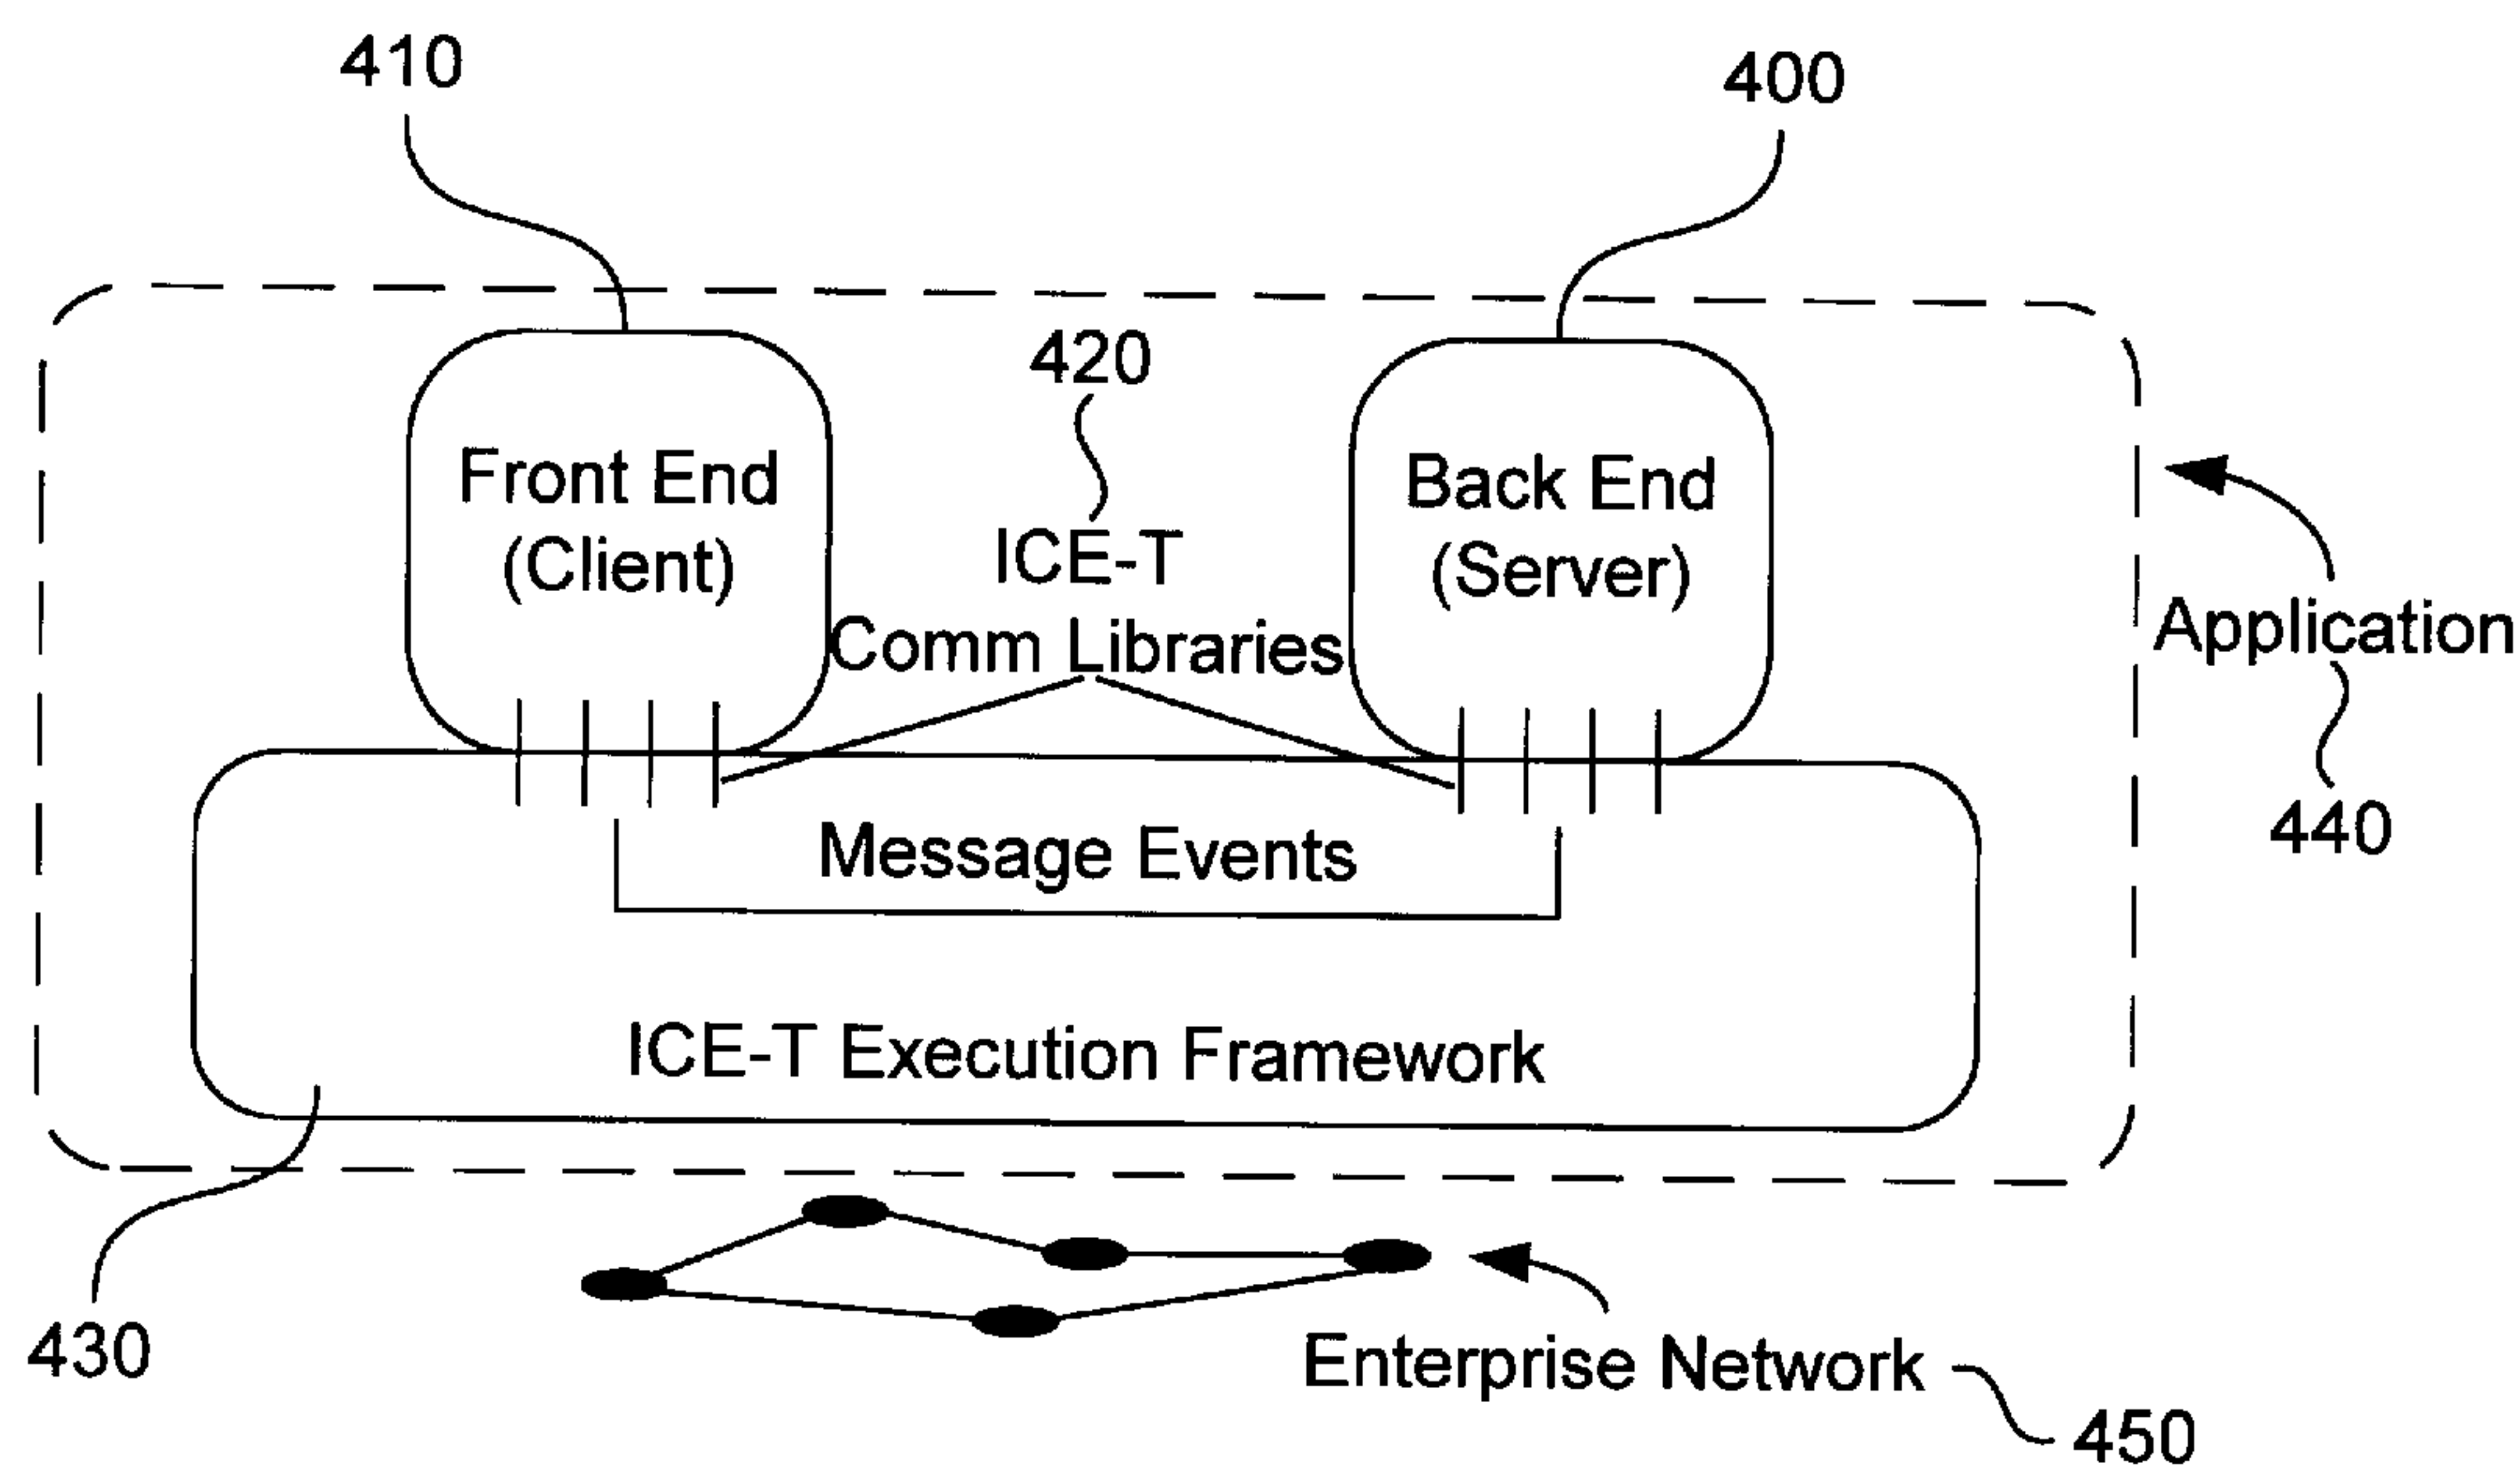 410
400
420
Front End
(Client)
ICE-T
Comm Libraries
Back End
(Server)
Application
440
Message Events
ICE-T Execution Framework
430
Enterprise Network
450